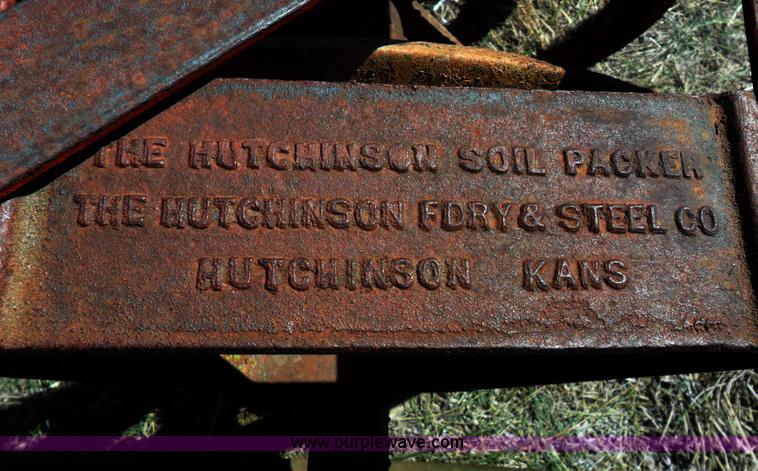 THE HUTCHINSON SOIL PACKER
THE HUTCHINSON FDRY & STEEL CO
HUTCHINSON KANS
www.purplewave.com